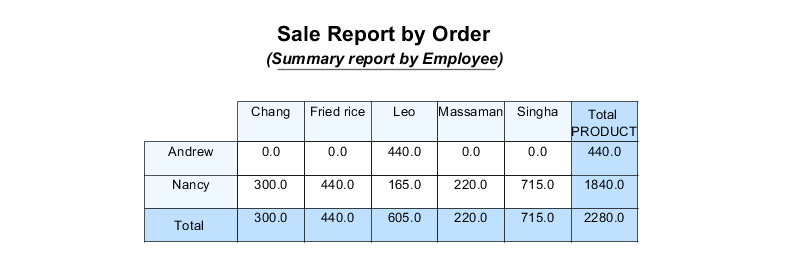 Sale Report by Order
(Summary report by Employee)
Chang Fried rice Leo Massaman Singha Total PRODUCT
Andrew 0.0 0.0 440.0 0.0 0.0 440.0
Nancy 300.0 440.0 165.0 220.0 715.0 1840.0
Total 300.0 440.0 605.0 220.0 715.0 2280.0